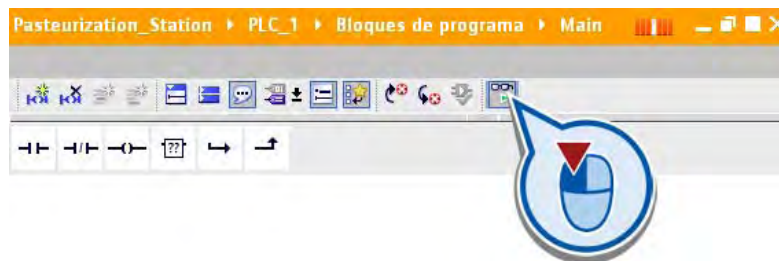 Pasteurization_Station ▸ PLC_1 ▸ Bloques de programa ▸ Main
??